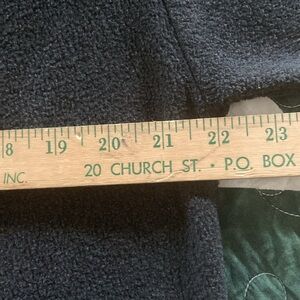 8 19 20 21 22 23
INC. 20 CHURCH ST. • P.O. BOX